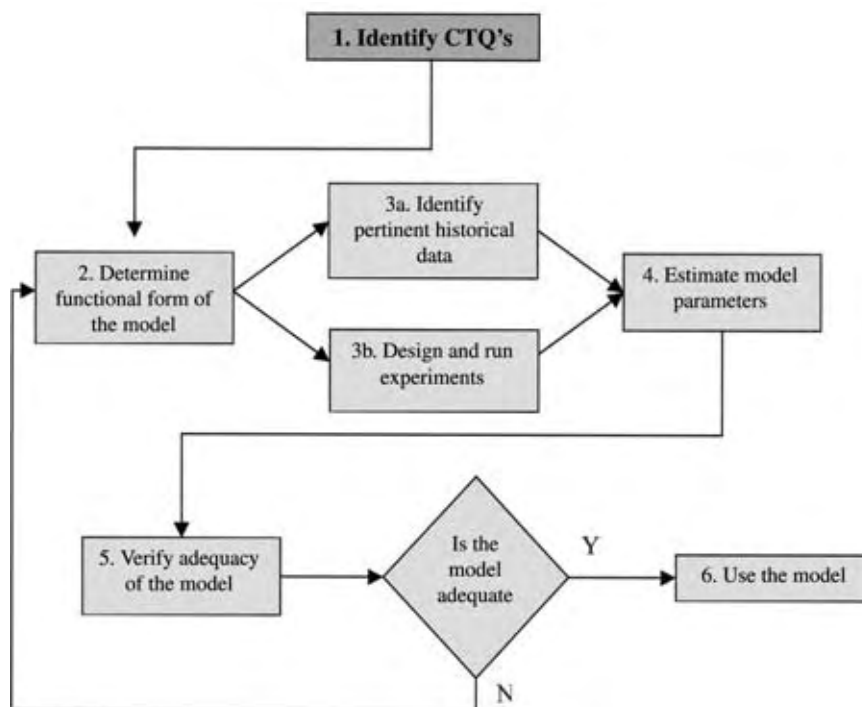 1. Identify CTQ's
3a. Identify
pertinent historical
data
2. Determine
functional form of
the model
4. Estimate model
parameters
3b. Design and run
experiments
5. Verify adequacy
of the model
Is the
model
adequate
Y
6. Use the model
N